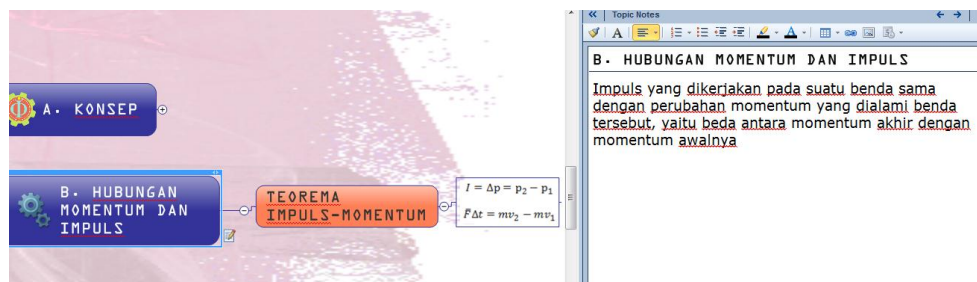 A. KONSEP
B. HUBUNGAN
MOMENTUM DAN
IMPULS
TEOREMA
IMPULS-MOMENTUM
I = Δp = p₂ − p₁
F̄Δt = mv₂ − mv₁
Topic Notes
B. HUBUNGAN MOMENTUM DAN IMPULS
Impuls yang dikerjakan pada suatu benda sama
dengan perubahan momentum yang dialami benda
tersebut, yaitu beda antara momentum akhir dengan
momentum awalnya